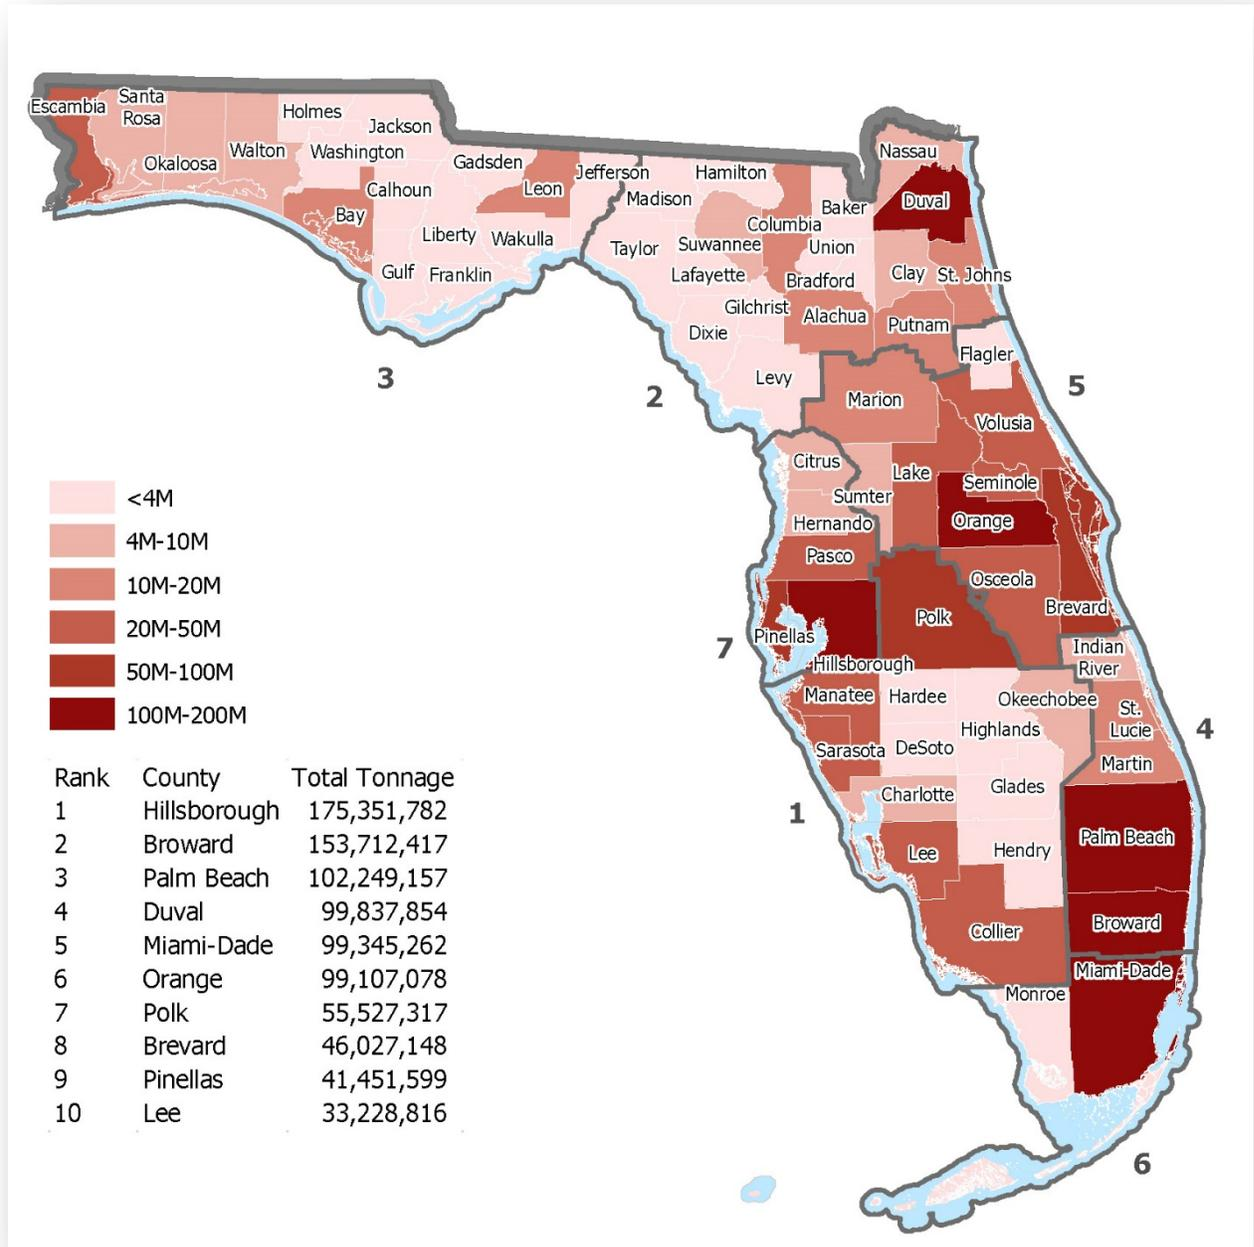 Escambia
Santa
Rosa
Okaloosa
Walton
Holmes
Washington
Jackson
Bay
Calhoun
Gulf
Liberty
Franklin
Gadsden
Leon
Wakulla
Jefferson
Madison
Taylor
Hamilton
Suwannee
Lafayette
Columbia
Dixie
Gilchrist
Levy
Baker
Union
Bradford
Alachua
Nassau
Duval
Clay
St. Johns
Putnam
Flagler
Marion
Volusia
Citrus
Sumter
Lake
Seminole
Orange
Hernando
Pasco
Osceola
Brevard
Polk
Pinellas
Hillsborough
Indian
River
Manatee
Hardee
Okeechobee
Highlands
St.
Lucie
Sarasota
DeSoto
Martin
Charlotte
Glades
Lee
Hendry
Palm Beach
Broward
Collier
Miami-Dade
Monroe
3
2
5
7
4
1
6
<4M
4M-10M
10M-20M
20M-50M
50M-100M
100M-200M
Rank County Total Tonnage
1 Hillsborough 175,351,782
2 Broward 153,712,417
3 Palm Beach 102,249,157
4 Duval 99,837,854
5 Miami-Dade 99,345,262
6 Orange 99,107,078
7 Polk 55,527,317
8 Brevard 46,027,148
9 Pinellas 41,451,599
10 Lee 33,228,816